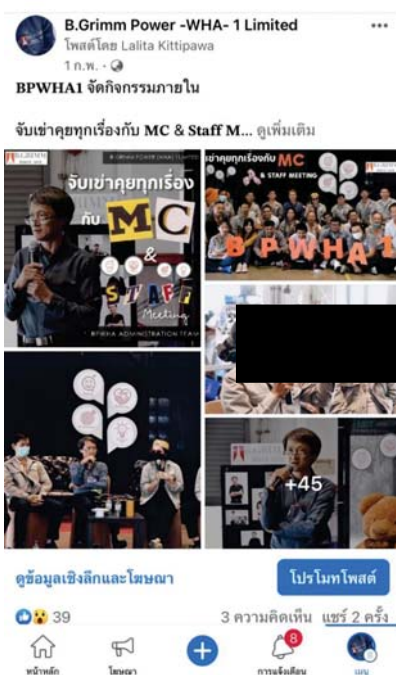 B.Grimm Power -WHA- 1 Limited
โพสต์โดย Lalita Kittipawa
1 ก.พ. ·
BPWHA1 จัดกิจกรรมภายใน
จับเข่าคุยทุกเรื่องกับ MC & Staff M... ดูเพิ่มเติม
จับเข่าคุยทุกเรื่อง
กับ MC
&
STAFF
Meeting
BPWHA ADMINISTRATION TEAM
จับเข่าคุยทุกเรื่องกับ MC
& STAFF MEETING
BPWHA1
+45
ดูข้อมูลเชิงลึกและโฆษณา
โปรโมทโพสต์
39
3 ความคิดเห็น แชร์ 2 ครั้ง
8
หน้าหลัก
โฆษณา
การแจ้งเตือน
เมนู